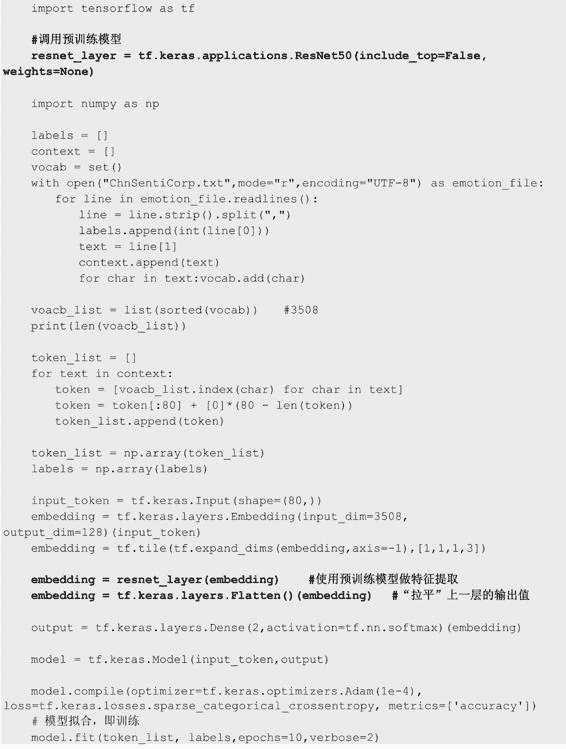 import tensorflow as tf
#调用预训练模型
resnet_layer = tf.keras.applications.ResNet50(include_top=False,
weights=None)
import numpy as np
labels = []
context = []
vocab = set()
with open("ChnSentiCorp.txt",mode="r",encoding="UTF-8") as emotion_file:
    for line in emotion_file.readlines():
        line = line.strip().split(",")
        labels.append(int(line[0]))
        text = line[1]
        context.append(text)
        for char in text:vocab.add(char)
voacb_list = list(sorted(vocab))    #3508
print(len(voacb_list))
token_list = []
for text in context:
    token = [voacb_list.index(char) for char in text]
    token = token[:80] + [0]*(80 - len(token))
    token_list.append(token)
token_list = np.array(token_list)
labels = np.array(labels)
input_token = tf.keras.Input(shape=(80,))
embedding = tf.keras.layers.Embedding(input_dim=3508,
output_dim=128)(input_token)
embedding = tf.tile(tf.expand_dims(embedding,axis=-1),[1,1,1,3])
embedding = resnet_layer(embedding)    #使用预训练模型做特征提取
embedding = tf.keras.layers.Flatten()(embedding)  #“拉平”上一层的输出值
output = tf.keras.layers.Dense(2,activation=tf.nn.softmax)(embedding)
model = tf.keras.Model(input_token,output)
model.compile(optimizer=tf.keras.optimizers.Adam(1e-4),
loss=tf.keras.losses.sparse_categorical_crossentropy, metrics=['accuracy'])
# 模型拟合，即训练
model.fit(token_list, labels,epochs=10,verbose=2)